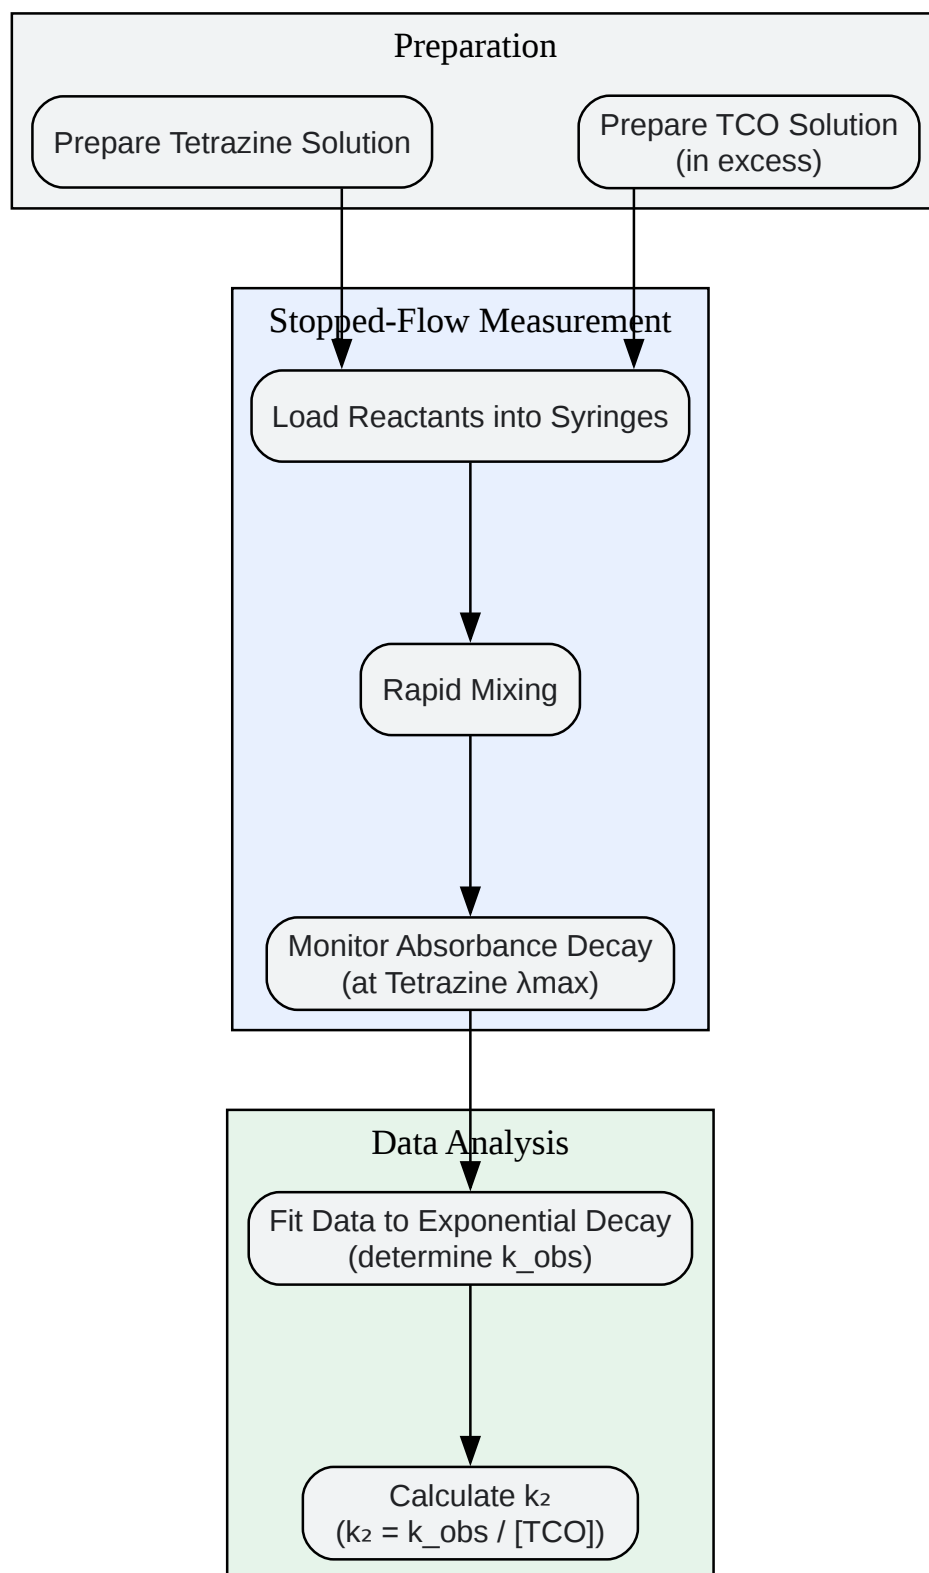 Preparation
Prepare Tetrazine Solution
Prepare TCO Solution
(in excess)
Stopped-Flow Measurement
Load Reactants into Syringes
Rapid Mixing
Monitor Absorbance Decay
(at Tetrazine λmax)
Data Analysis
Fit Data to Exponential Decay
(determine k_obs)
Calculate k₂
(k₂ = k_obs / [TCO])